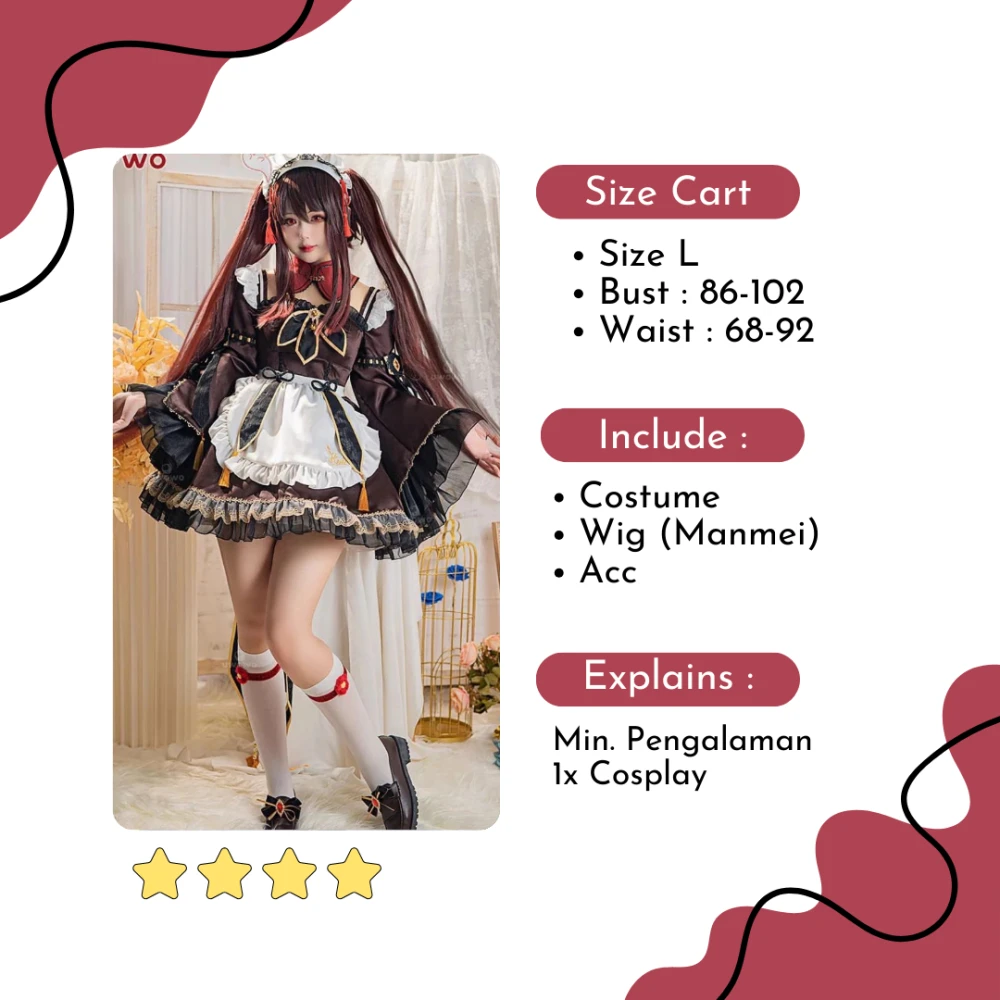 wo
Size Cart
• Size L
• Bust : 86-102
• Waist : 68-92
Include :
• Costume
• Wig (Manmei)
• Acc
Explains :
Min. Pengalaman
1x Cosplay